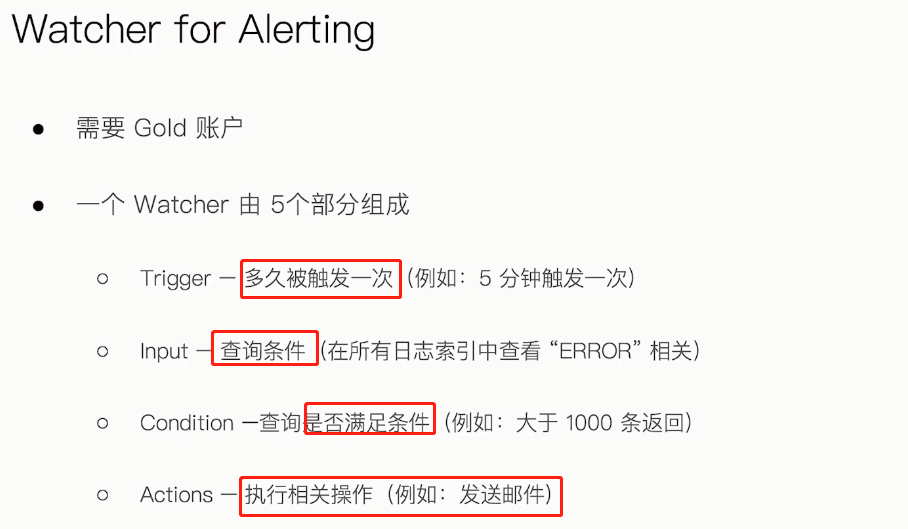 Watcher for Alerting
● 需要 Gold 账户
● 一个 Watcher 由 5个部分组成
○ Trigger — 多久被触发一次（例如：5 分钟触发一次）
○ Input — 查询条件（在所有日志索引中查看 “ERROR” 相关）
○ Condition —查询是否满足条件（例如：大于 1000 条返回）
○ Actions — 执行相关操作（例如：发送邮件）